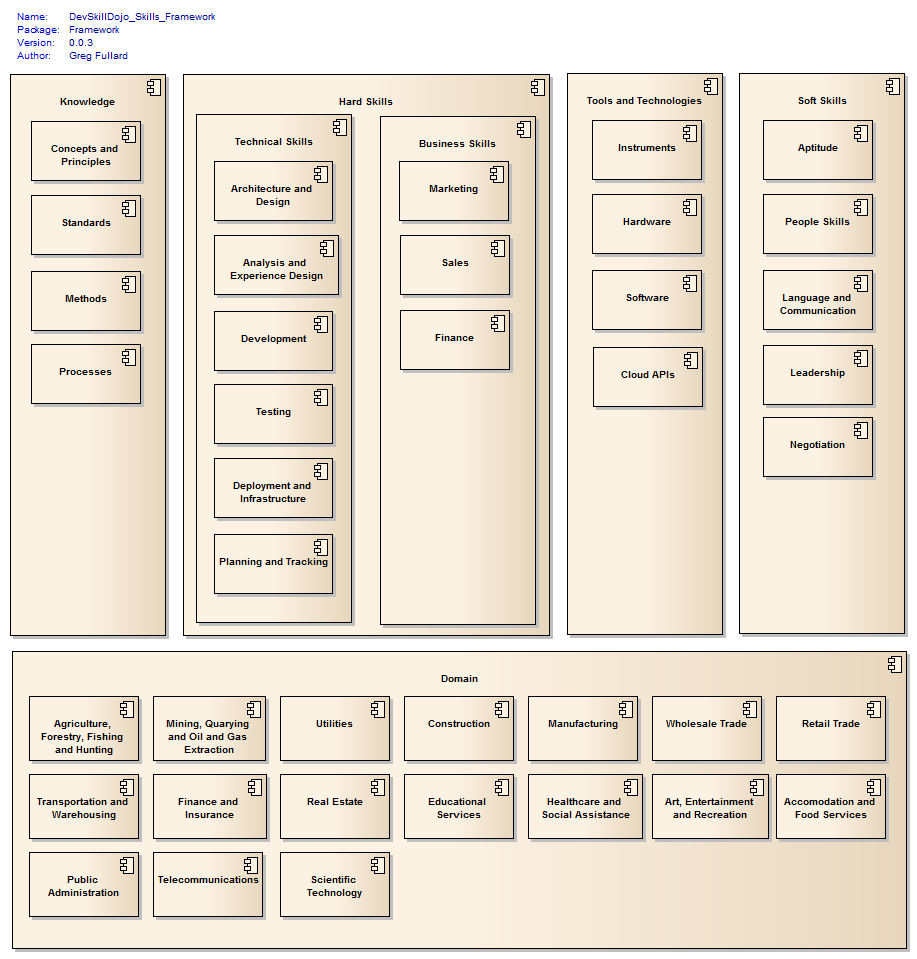 Name: DevSkillDojo_Skills_Framework
Package: Framework
Version: 0.0.3
Author: Greg Fullard
Knowledge
Concepts and
Principles
Standards
Methods
Processes
Hard Skills
Technical Skills
Architecture and
Design
Analysis and
Experience Design
Development
Testing
Deployment and
Infrastructure
Planning and Tracking
Business Skills
Marketing
Sales
Finance
Tools and Technologies
Instruments
Hardware
Software
Cloud APIs
Soft Skills
Aptitude
People Skills
Language and
Communication
Leadership
Negotiation
Domain
Agriculture,
Forestry, Fishing
and Hunting
Mining, Quarying
and Oil and Gas
Extraction
Utilities
Construction
Manufacturing
Wholesale Trade
Retail Trade
Transportation and
Warehousing
Finance and
Insurance
Real Estate
Educational
Services
Healthcare and
Social Assistance
Art, Entertainment
and Recreation
Accomodation and
Food Services
Public
Administration
Telecommunications
Scientific
Technology